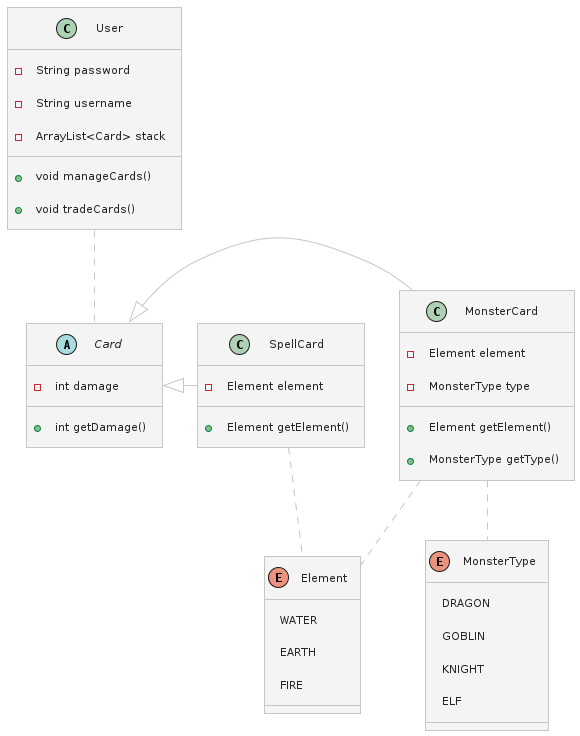 C User
String password
String username
ArrayList<Card> stack
void manageCards()
void tradeCards()
A Card
int damage
int getDamage()
C SpellCard
Element element
Element getElement()
C MonsterCard
Element element
MonsterType type
Element getElement()
MonsterType getType()
E Element
WATER
EARTH
FIRE
E MonsterType
DRAGON
GOBLIN
KNIGHT
ELF